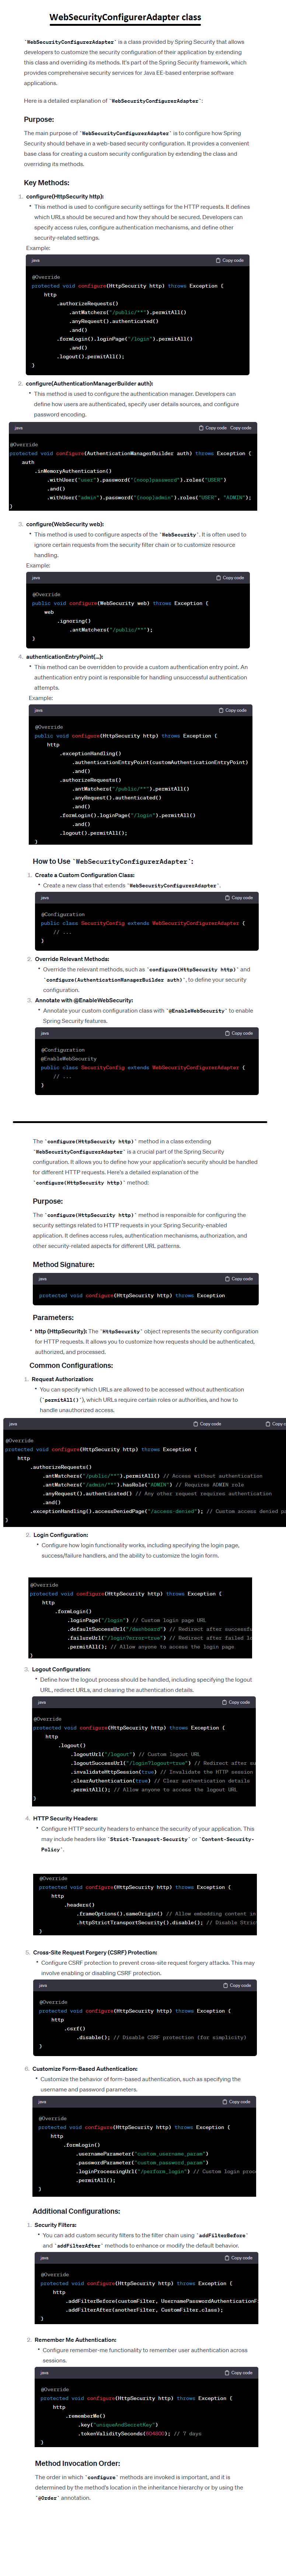 WebSecurityConfigurerAdapter class
`WebSecurityConfigurerAdapter` is a class provided by Spring Security that allows
developers to customize the security configuration of their application by extending
this class and overriding its methods. It's part of the Spring Security framework, which
provides comprehensive security services for Java EE-based enterprise software
applications.
Here is a detailed explanation of `WebSecurityConfigurerAdapter`:
Purpose:
The main purpose of `WebSecurityConfigurerAdapter` is to configure how Spring
Security should behave in a web-based security configuration. It provides a convenient
base class for creating a custom security configuration by extending the class and
overriding its methods.
Key Methods:
1. configure(HttpSecurity http):
• This method is used to configure security settings for the HTTP requests. It defines
which URLs should be secured and how they should be secured. Developers can
specify access rules, configure authentication mechanisms, and define other
security-related settings.
Example:
java Copy code
@Override
protected void configure(HttpSecurity http) throws Exception {
http
.authorizeRequests()
.antMatchers("/public/**").permitAll()
.anyRequest().authenticated()
.and()
.formLogin().loginPage("/login").permitAll()
.and()
.logout().permitAll();
}
2. configure(AuthenticationManagerBuilder auth):
• This method is used to configure the authentication manager. Developers can
define how users are authenticated, specify user details sources, and configure
password encoding.
java Copy code Copy code
@Override
protected void configure(AuthenticationManagerBuilder auth) throws Exception {
auth
.inMemoryAuthentication()
.withUser("user").password("{noop}password").roles("USER")
.and()
.withUser("admin").password("{noop}admin").roles("USER", "ADMIN");
}
3. configure(WebSecurity web):
• This method is used to configure aspects of the `WebSecurity`. It is often used to
ignore certain requests from the security filter chain or to customize resource
handling.
Example:
java Copy code
@Override
public void configure(WebSecurity web) throws Exception {
web
.ignoring()
.antMatchers("/public/**");
}
4. authenticationEntryPoint(...):
• This method can be overridden to provide a custom authentication entry point. An
authentication entry point is responsible for handling unsuccessful authentication
attempts.
Example:
java Copy code
@Override
public void configure(HttpSecurity http) throws Exception {
http
.exceptionHandling()
.authenticationEntryPoint(customAuthenticationEntryPoint)
.and()
.authorizeRequests()
.antMatchers("/public/**").permitAll()
.anyRequest().authenticated()
.and()
.formLogin().loginPage("/login").permitAll()
.and()
.logout().permitAll();
}
How to Use `WebSecurityConfigurerAdapter`:
1. Create a Custom Configuration Class:
• Create a new class that extends `WebSecurityConfigurerAdapter`.
java Copy code
@Configuration
public class SecurityConfig extends WebSecurityConfigurerAdapter {
// ...
}
2. Override Relevant Methods:
• Override the relevant methods, such as `configure(HttpSecurity http)` and
`configure(AuthenticationManagerBuilder auth)`, to define your security
configuration.
3. Annotate with @EnableWebSecurity:
• Annotate your custom configuration class with `@EnableWebSecurity` to enable
Spring Security features.
java Copy code
@Configuration
@EnableWebSecurity
public class SecurityConfig extends WebSecurityConfigurerAdapter {
// ...
}
The `configure(HttpSecurity http)` method in a class extending
`WebSecurityConfigurerAdapter` is a crucial part of the Spring Security
configuration. It allows you to define how your application's security should be handled
for different HTTP requests. Here's a detailed explanation of the
`configure(HttpSecurity http)` method:
Purpose:
The `configure(HttpSecurity http)` method is responsible for configuring the
security settings related to HTTP requests in your Spring Security-enabled
application. It defines access rules, authentication mechanisms, authorization, and
other security-related aspects for different URL patterns.
Method Signature:
java Copy code
protected void configure(HttpSecurity http) throws Exception
Parameters:
• http (HttpSecurity): The `HttpSecurity` object represents the security configuration
for HTTP requests. It allows you to customize how requests should be authenticated,
authorized, and processed.
Common Configurations:
1. Request Authorization:
• You can specify which URLs are allowed to be accessed without authentication
(`permitAll()`), which URLs require certain roles or authorities, and how to
handle unauthorized access.
java Copy code Copy c
@Override
protected void configure(HttpSecurity http) throws Exception {
http
.authorizeRequests()
.antMatchers("/public/**").permitAll() // Access without authentication
.antMatchers("/admin/**").hasRole("ADMIN") // Requires ADMIN role
.anyRequest().authenticated() // Any other request requires authentication
.and()
.exceptionHandling().accessDeniedPage("/access-denied"); // Custom access denied p
}
2. Login Configuration:
• Configure how login functionality works, including specifying the login page,
success/failure handlers, and the ability to customize the login form.
@Override
protected void configure(HttpSecurity http) throws Exception {
http
.formLogin()
.loginPage("/login") // Custom login page URL
.defaultSuccessUrl("/dashboard") // Redirect after successfu
.failureUrl("/login?error=true") // Redirect after failed lo
.permitAll(); // Allow anyone to access the login page
}
3. Logout Configuration:
• Define how the logout process should be handled, including specifying the logout
URL, redirect URLs, and clearing the authentication details.
java Copy code
@Override
protected void configure(HttpSecurity http) throws Exception {
http
.logout()
.logoutUrl("/logout") // Custom logout URL
.logoutSuccessUrl("/login?logout=true") // Redirect after su
.invalidateHttpSession(true) // Invalidate the HTTP session
.clearAuthentication(true) // Clear authentication details
.permitAll(); // Allow anyone to access the logout URL
}
4. HTTP Security Headers:
• Configure HTTP security headers to enhance the security of your application. This
may include headers like `Strict-Transport-Security` or `Content-Security-
Policy`.
@Override
protected void configure(HttpSecurity http) throws Exception {
http
.headers()
.frameOptions().sameOrigin() // Allow embedding content in
.httpStrictTransportSecurity().disable(); // Disable Stric
}
5. Cross-Site Request Forgery (CSRF) Protection:
• Configure CSRF protection to prevent cross-site request forgery attacks. This may
involve enabling or disabling CSRF protection.
java Copy code
@Override
protected void configure(HttpSecurity http) throws Exception {
http
.csrf()
.disable(); // Disable CSRF protection (for simplicity)
}
6. Customize Form-Based Authentication:
• Customize the behavior of form-based authentication, such as specifying the
username and password parameters.
java Copy code
@Override
protected void configure(HttpSecurity http) throws Exception {
http
.formLogin()
.usernameParameter("custom_username_param")
.passwordParameter("custom_password_param")
.loginProcessingUrl("/perform_login") // Custom login proc
.permitAll();
}
Additional Configurations:
1. Security Filters:
• You can add custom security filters to the filter chain using `addFilterBefore`
and `addFilterAfter` methods to enhance or modify the default behavior.
java Copy code
@Override
protected void configure(HttpSecurity http) throws Exception {
http
.addFilterBefore(customFilter, UsernamePasswordAuthenticationF
.addFilterAfter(anotherFilter, CustomFilter.class);
}
2. Remember Me Authentication:
• Configure remember-me functionality to remember user authentication across
sessions.
java Copy code
@Override
protected void configure(HttpSecurity http) throws Exception {
http
.rememberMe()
.key("uniqueAndSecretKey")
.tokenValiditySeconds(604800); // 7 days
}
Method Invocation Order:
The order in which `configure` methods are invoked is important, and it is
determined by the method's location in the inheritance hierarchy or by using the
`@Order` annotation.